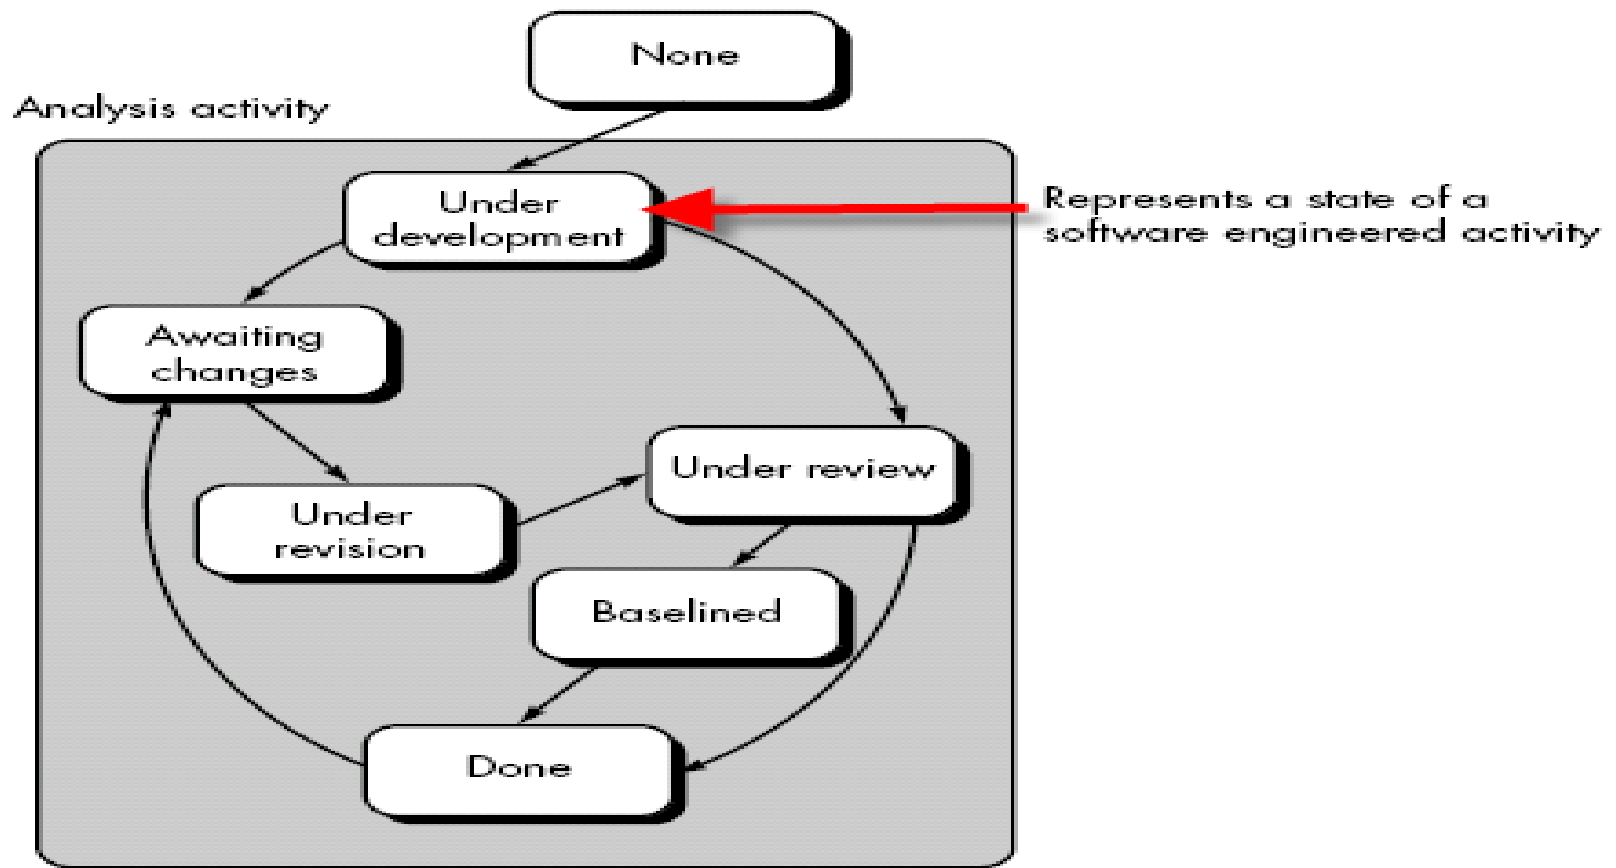 None
Analysis activity
Under
development
Represents a state of a
software engineered activity
Awaiting
changes
Under review
Under
revision
Baselined
Done